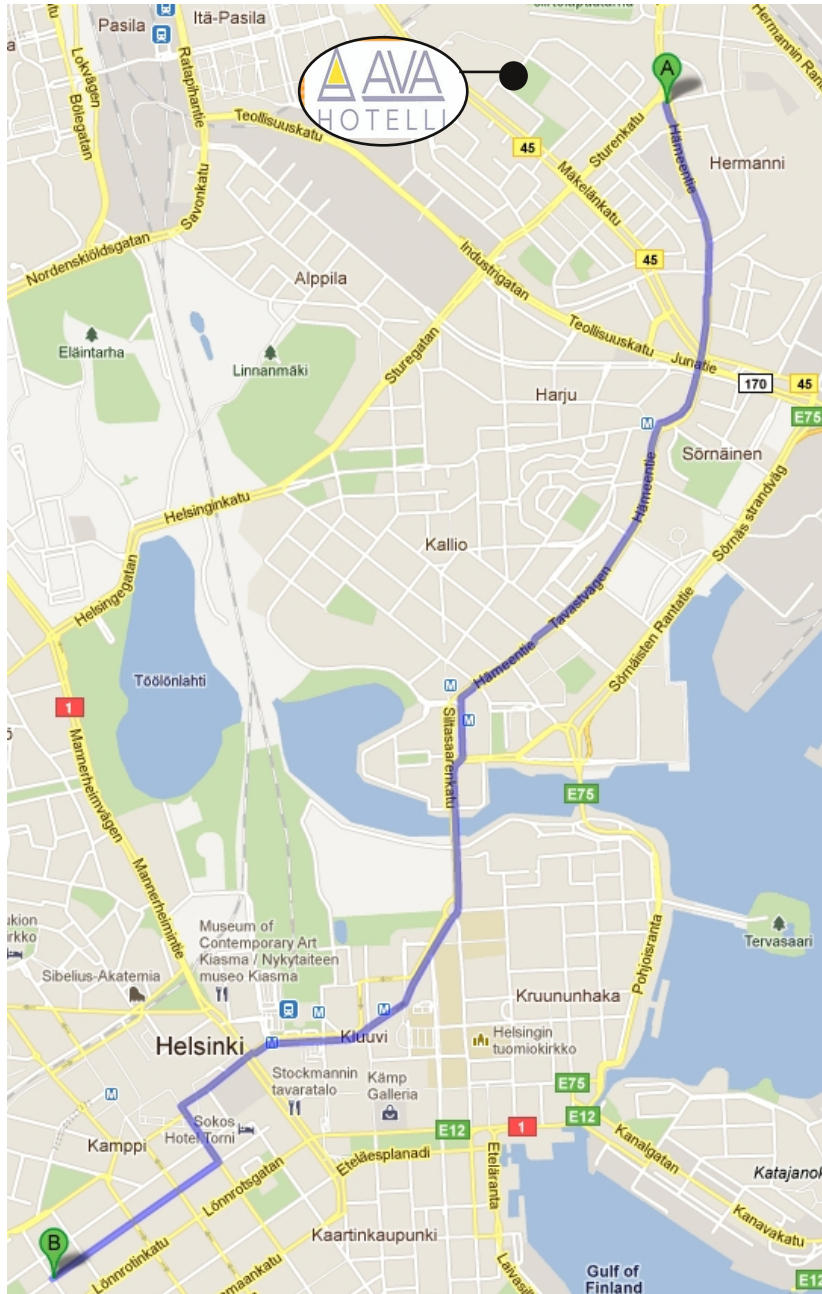 Pasila
Itä-Pasila
Ratapihantie
Lokvägen
Bölegatan
AVA
HOTELLI
A
Teollisuuskatu
Sturenkatu
45
Hämeentie
Hermanni
Mäkelänkatu
Savonkatu
Nordenskiöldsgatan
Industrigatan
45
Alppila
Teollisuuskatu
Junatie
Eläintarha
Linnanmäki
Sturegatan
170
45
Harju
E75
M
Sörnäinen
Helsinginkatu
Hämeentie
Sörnäs strandväg
Kallio
Helsingegatan
Tavastvägen
Hämeentie
Sörnäisten Rantatie
Töölönlahti
M
1
M
Siltasaarenkatu
Mannerheimvägen
E75
Mannerheimintie
Museum of
Contemporary Art
Kiasma / Nykytaiteen
museo Kiasma
Tervasaari
Pohjoisranta
Sibelius-Akatemia
Kruununhaka
M
M
Helsinki
M
Kluuvi
Helsingin
tuomiokirkko
Stockmannin
tavaratalo
Kämp
Galleria
E75
M
Sokos
Hotel Torni
E12
1
E12
Kamppi
Kanalgatan
Eteläesplanadi
Eteläranta
Lönnrotsgatan
Kanavakatu
B
Kaartinkaupunki
Lönnrotinkatu
Gulf of
Finland